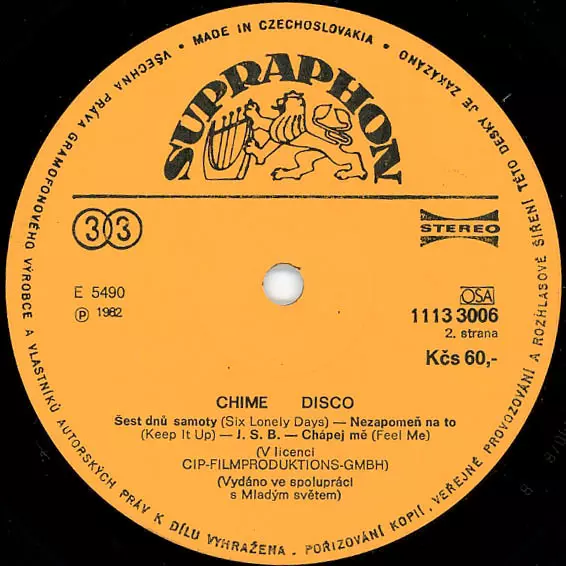 • MADE IN CZECHOSLOVAKIA •
VŠECHNA PRÁVA GRAMOFONOVÉHO VÝROBCE A VLASTNÍKŮ AUTORSKÝCH PRÁV K DÍLU VYHRAŽENA. POŘIZOVÁNÍ KOPIÍ, VEŘEJNÉ PROVOZOVÁNÍ A ROZHLASOVÉ ŠÍŘENÍ TÉTO DESKY JE ZAKÁZÁNO
SUPRAPHON
33
STEREO
E 5490
Ⓟ 1982
OSA
1113 3006
2. strana
Kčs 60,-
CHIME DISCO
Šest dnů samoty (Six Lonely Days) — Nezapomeň na to
(Keep It Up) — J. S. B. — Chápej mě (Feel Me)
(V licenci
CIP-FILMPRODUKTIONS-GMBH)
(Vydáno ve spolupráci
s Mladým světem)